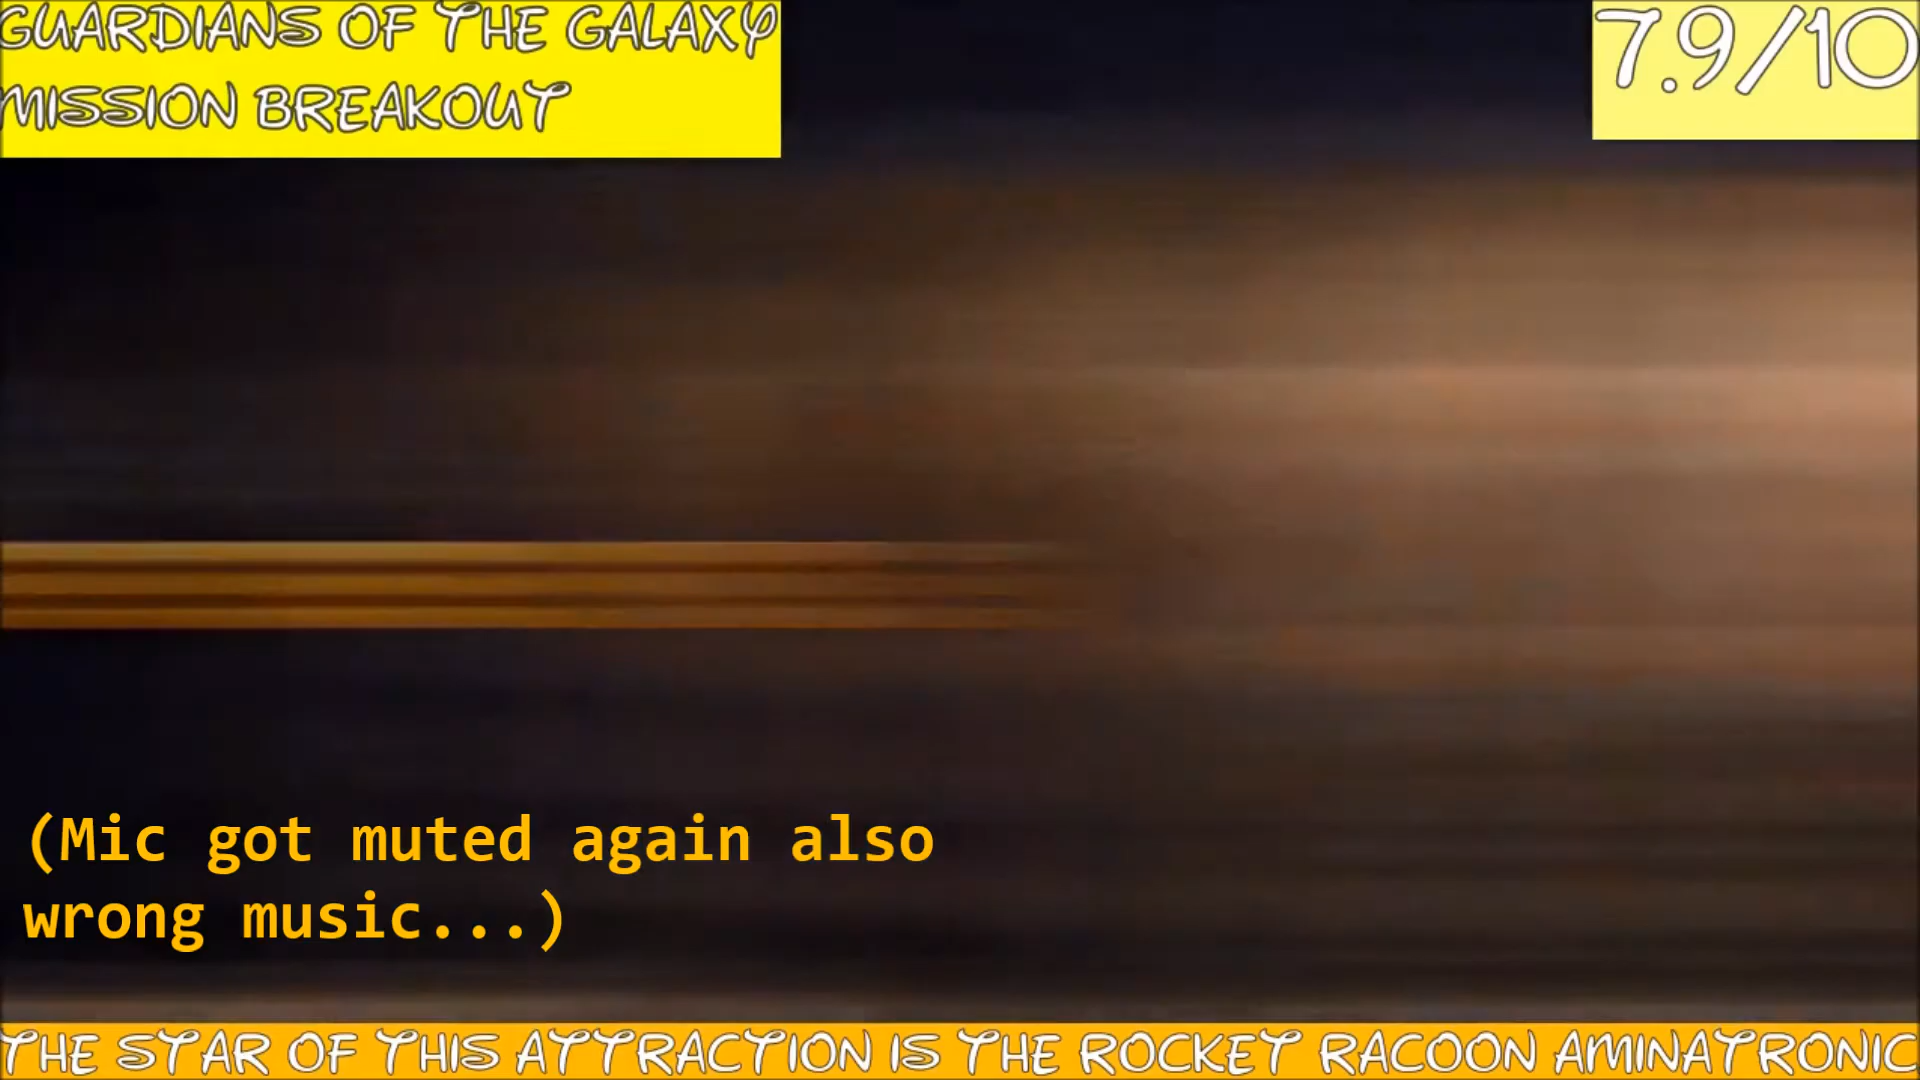 GUARDIANS OF THE GALAXY
MISSION BREAKOUT
7.9/10
(Mic got muted again also
wrong music...)
THE STAR OF THIS ATTRACTION IS THE ROCKET RACOON AMINATRONIC